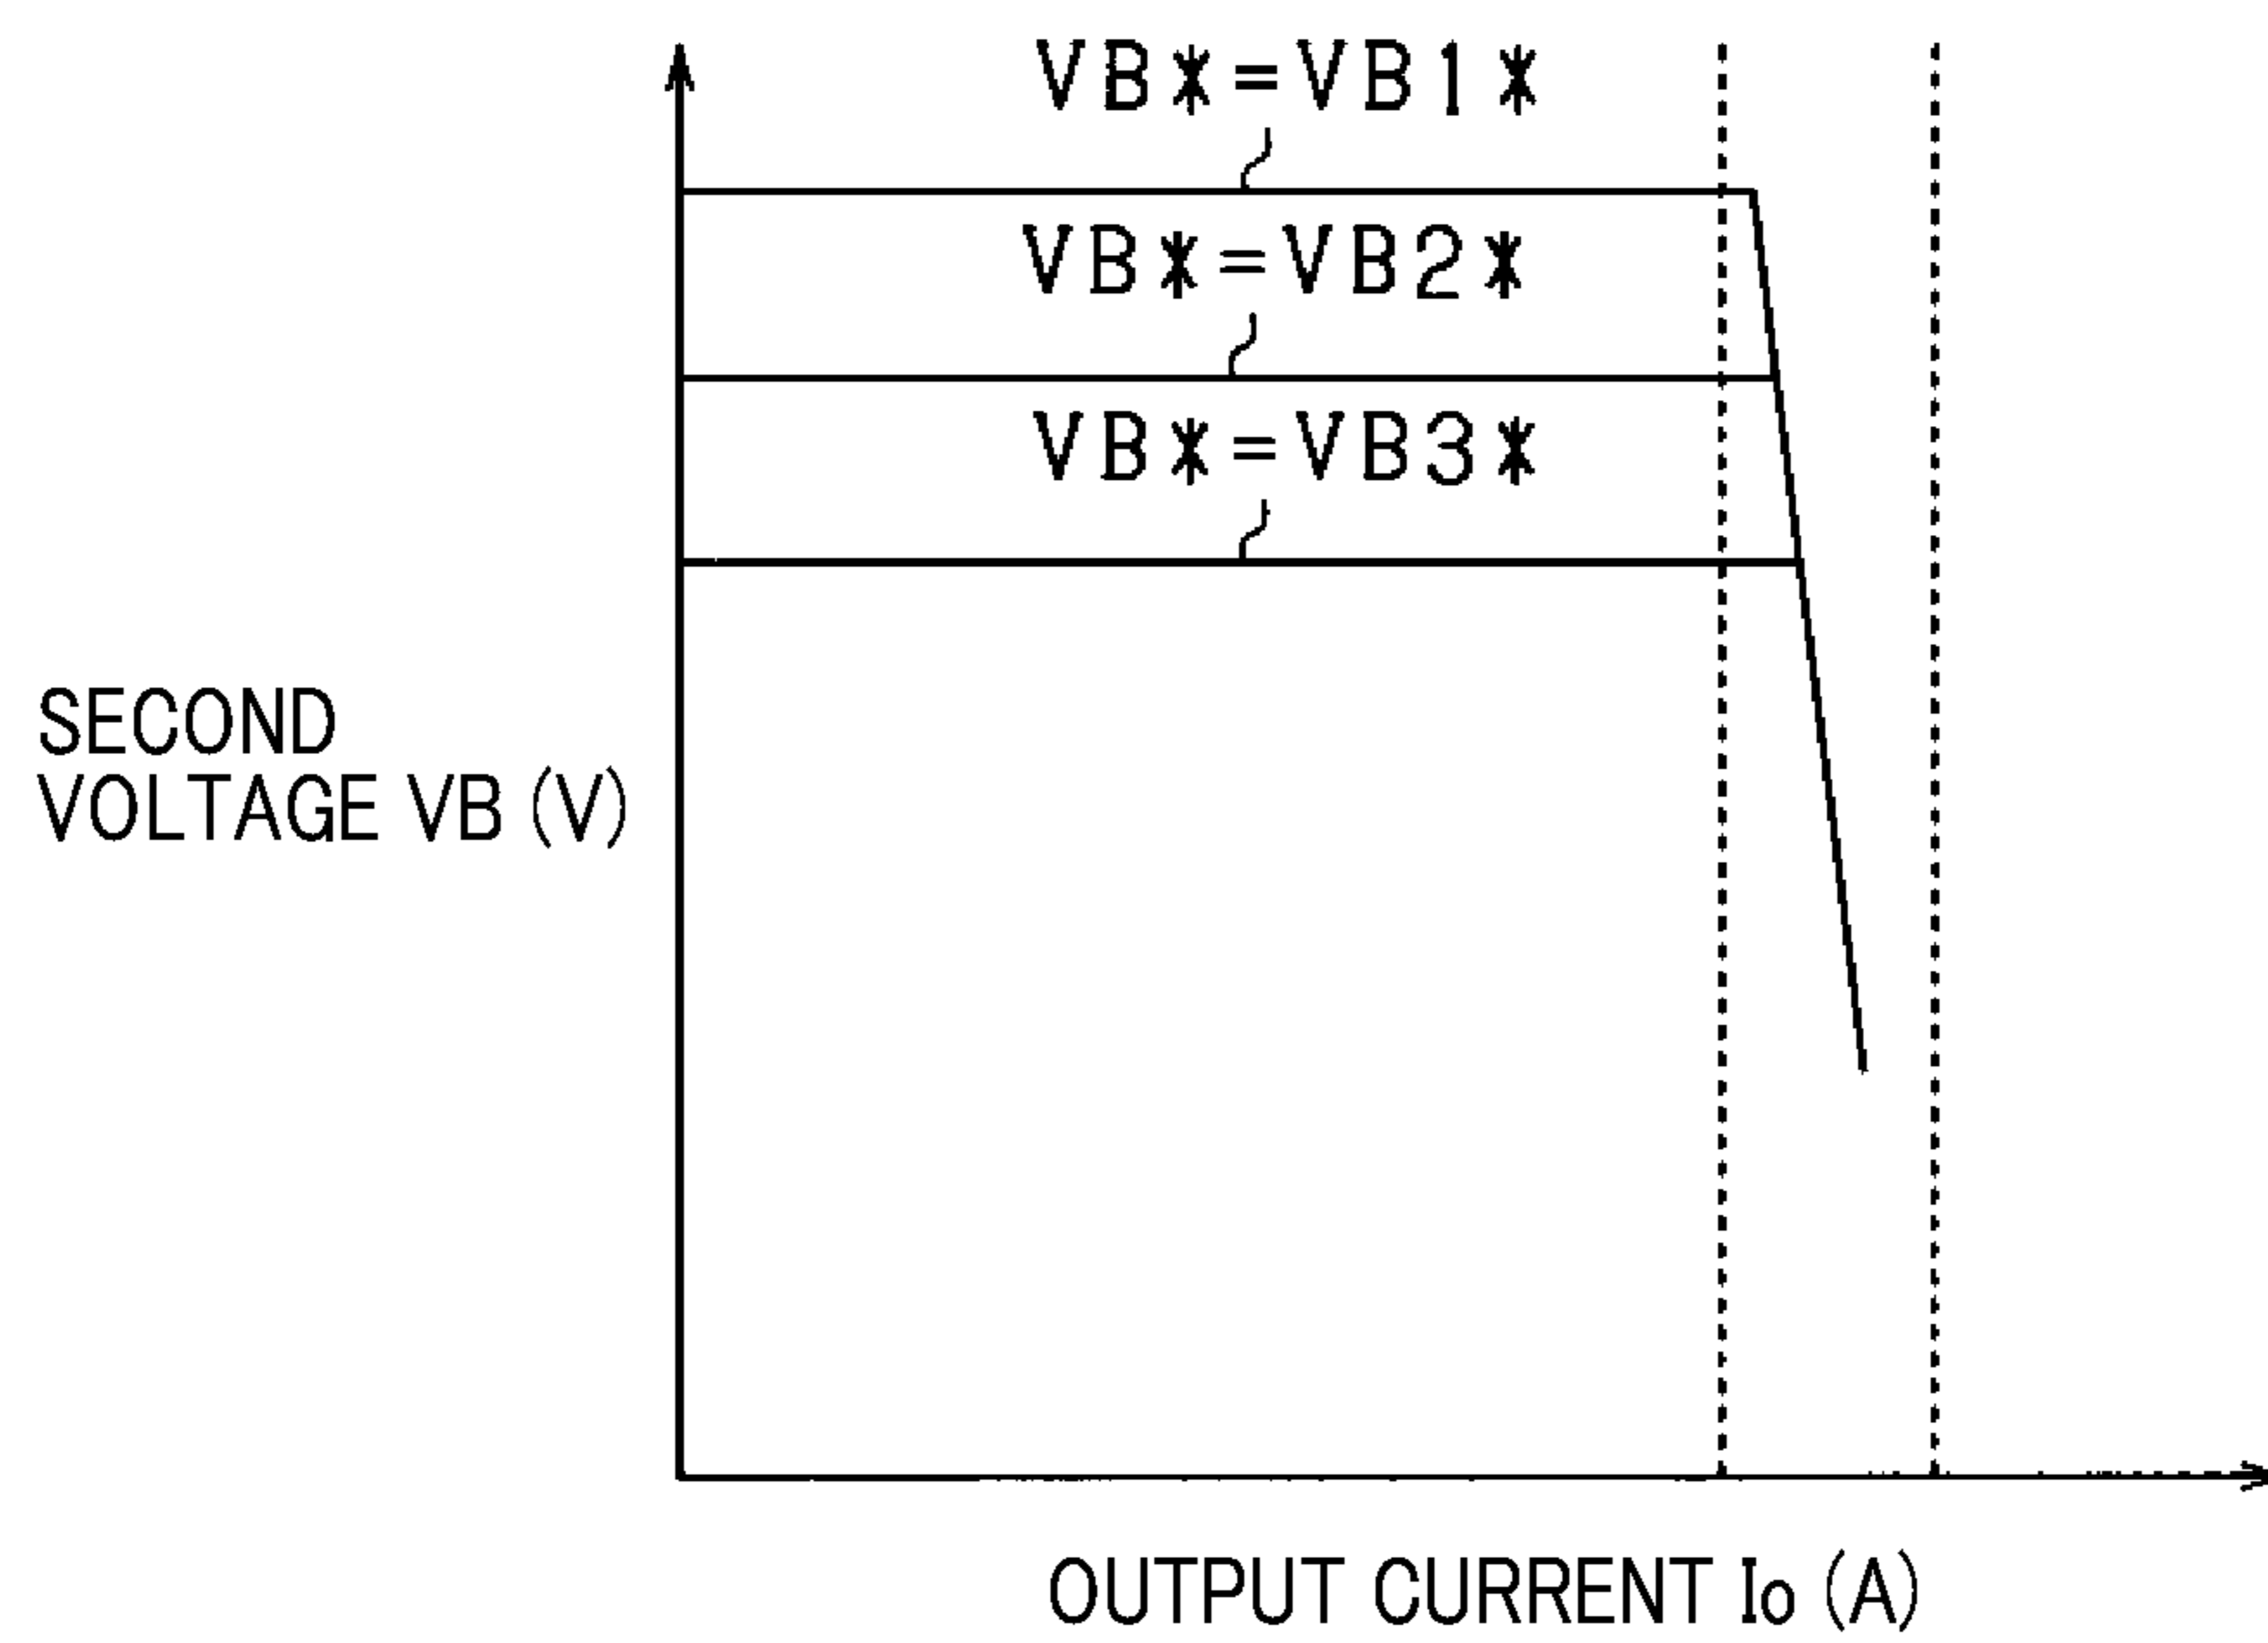 VB*=VB1*
VB*=VB2*
VB*=VB3*
SECOND
VOLTAGE VB (V)
OUTPUT CURRENT Io (A)